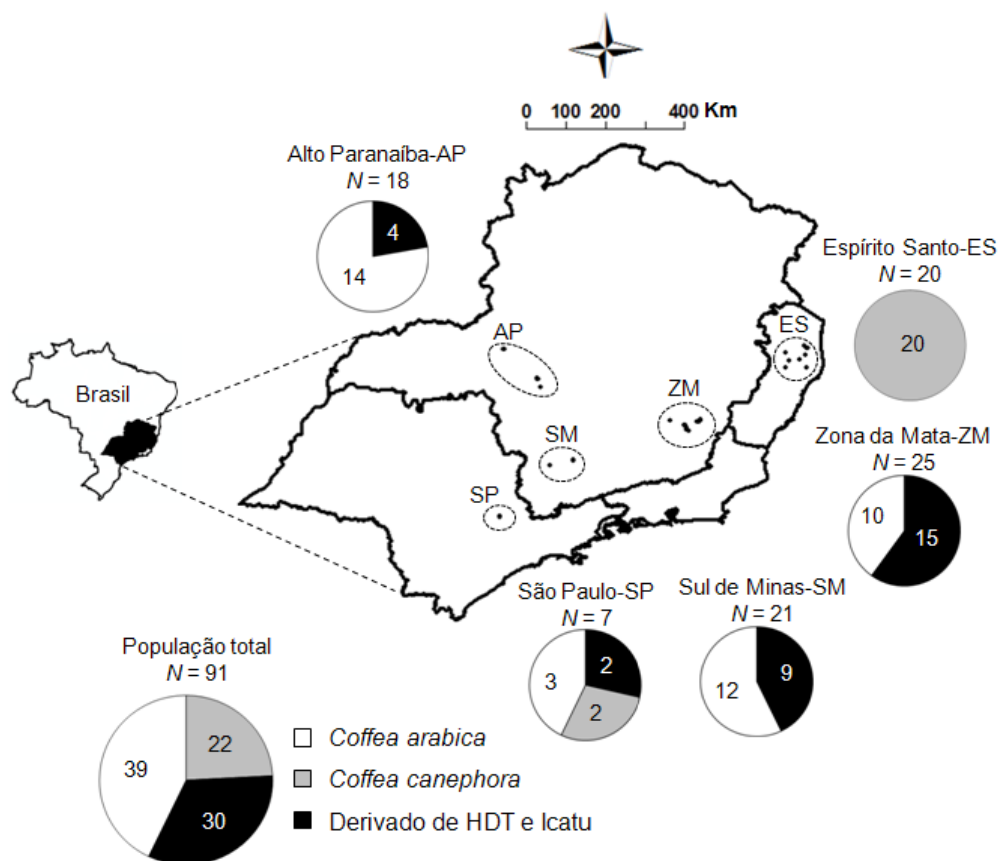 0 100 200 400 Km
Alto Paranaíba-AP
N = 18
4
14
Espírito Santo-ES
N = 20
20
AP
ES
Brasil
ZM
SM
SP
Zona da Mata-ZM
N = 25
10
15
São Paulo-SP
N = 7
3
2
2
Sul de Minas-SM
N = 21
12
9
População total
N = 91
39
22
30
Coffea arabica
Coffea canephora
Derivado de HDT e Icatu